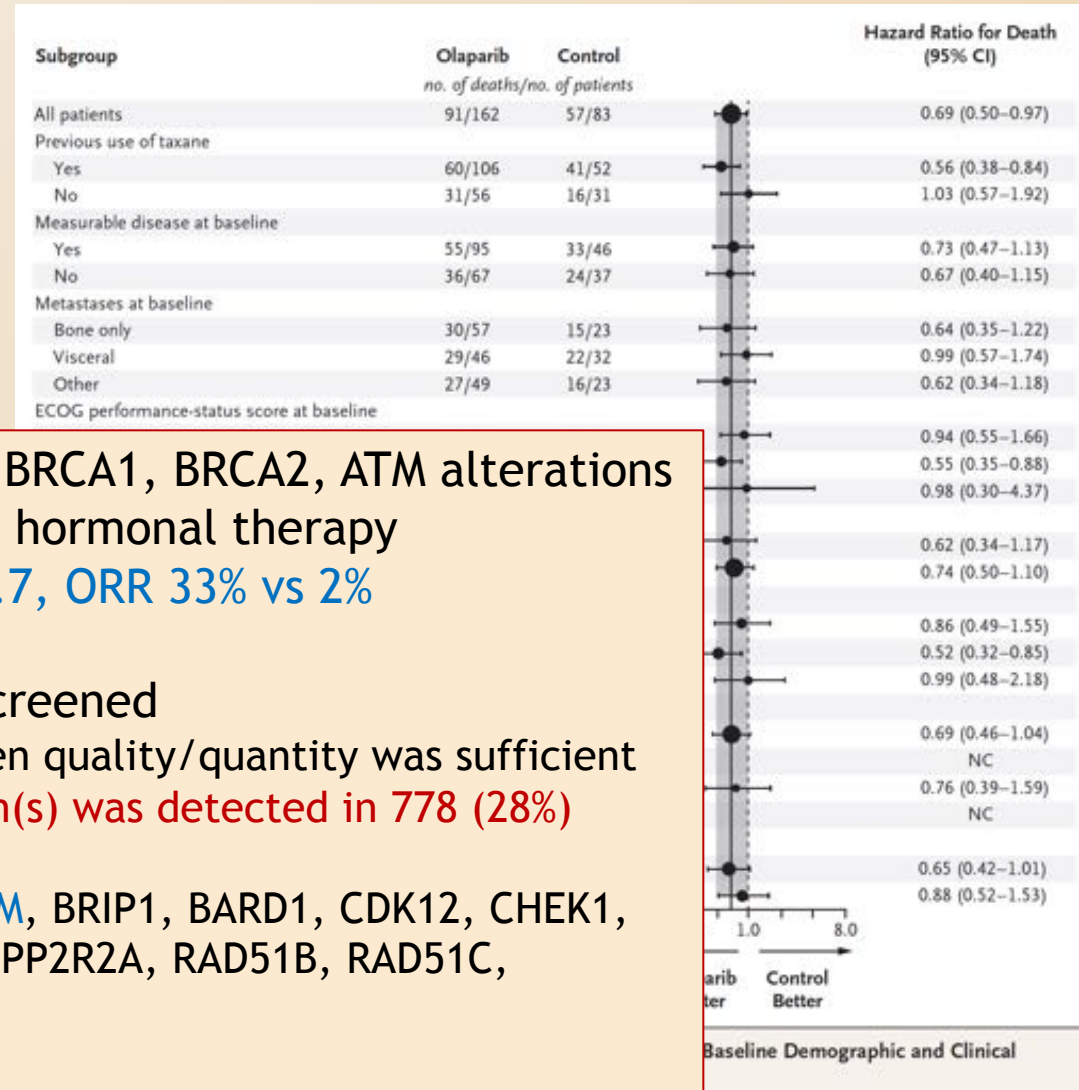 Hazard Ratio for Death
Subgroup Olaparib Control (95% CI)
no. of deaths/no. of patients
All patients 91/162 57/83 0.69 (0.50–0.97)
Previous use of taxane
Yes 60/106 41/52 0.56 (0.38–0.84)
No 31/56 16/31 1.03 (0.57–1.92)
Measurable disease at baseline
Yes 55/95 33/46 0.73 (0.47–1.13)
No 36/67 24/37 0.67 (0.40–1.15)
Metastases at baseline
Bone only 30/57 15/23 0.64 (0.35–1.22)
Visceral 29/46 22/32 0.99 (0.57–1.74)
Other 27/49 16/23 0.62 (0.34–1.18)
ECOG performance-status score at baseline
0.94 (0.55–1.66)
0.55 (0.35–0.88)
0.98 (0.30–4.37)
0.62 (0.34–1.17)
0.74 (0.50–1.10)
0.86 (0.49–1.55)
0.52 (0.32–0.85)
0.99 (0.48–2.18)
0.69 (0.46–1.04)
NC
0.76 (0.39–1.59)
NC
0.65 (0.42–1.01)
0.88 (0.52–1.53)
1.0 8.0
Control
Better
Baseline Demographic and Clinical
BRCA1, BRCA2, ATM alterations
hormonal therapy
.7, ORR 33% vs 2%
creened
en quality/quantity was sufficient
n(s) was detected in 778 (28%)
M, BRIP1, BARD1, CDK12, CHEK1,
PP2R2A, RAD51B, RAD51C,